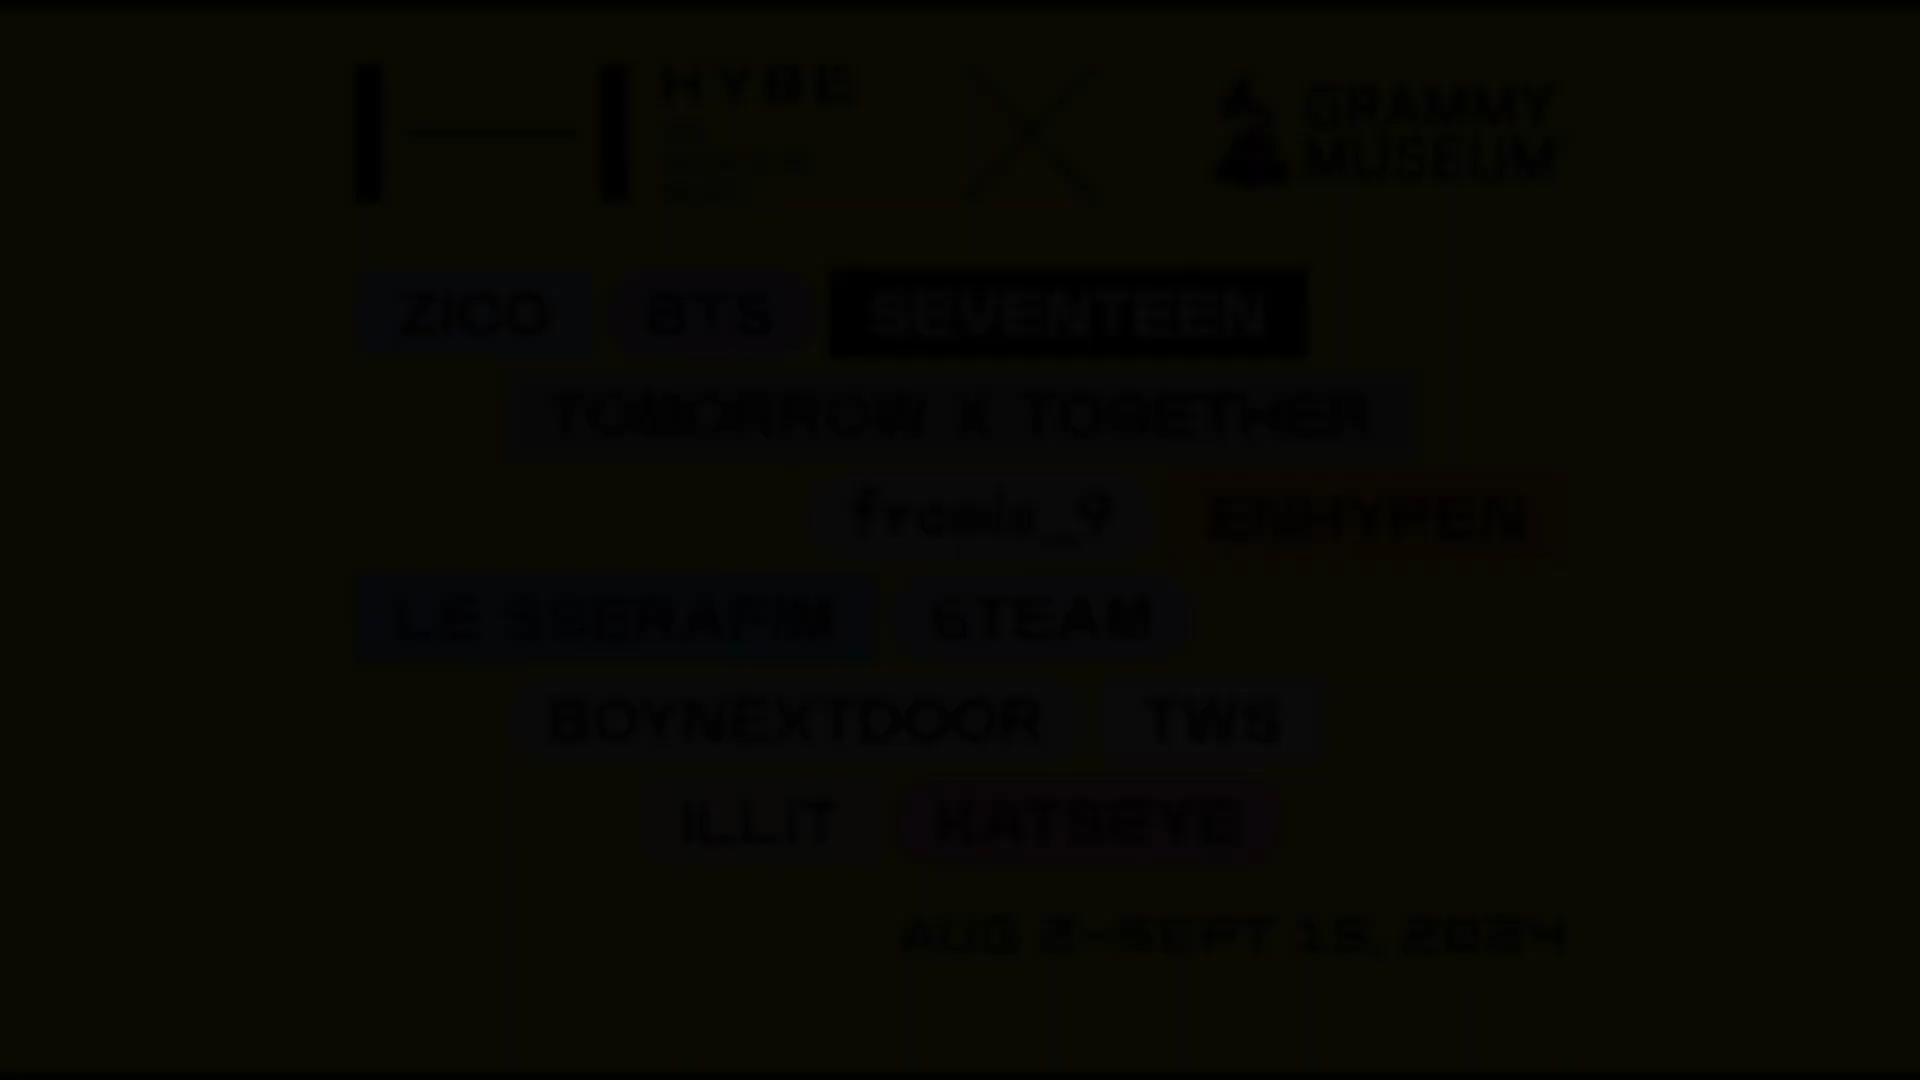 HYBE
GRAMMY
MUSEUM
ZICO BTS SEVENTEEN
TOMORROW X TOGETHER
fromis_9 ENHYPEN
LE SSERAFIM &TEAM
BOYNEXTDOOR TWS
ILLIT KATSEYE
AUG 2-SEPT 15, 2024